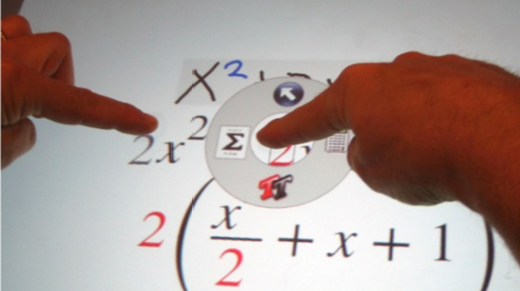 x²
2x² 2
Σ
π
2(x/2 + x + 1)